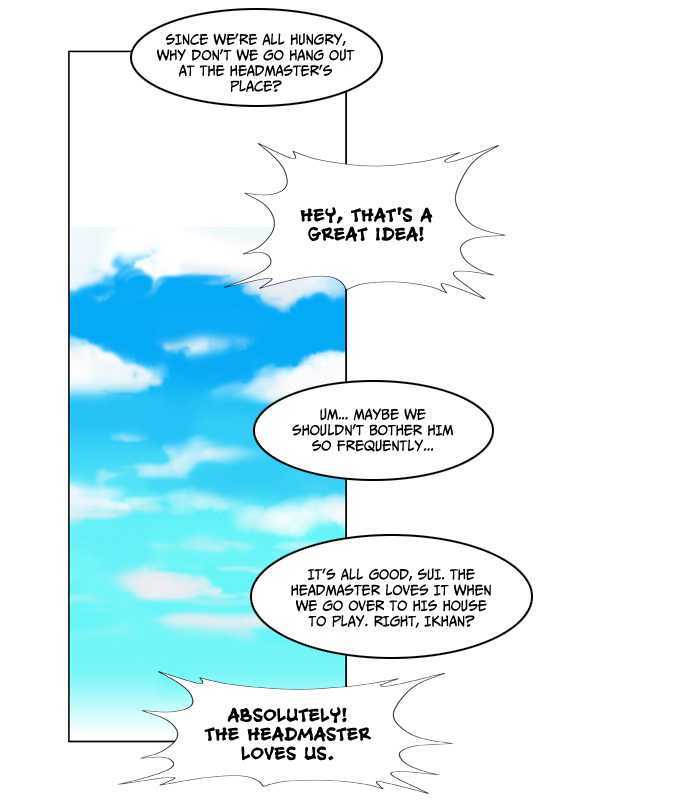 SINCE WE'RE ALL HUNGRY,
WHY DON'T WE GO HANG OUT
AT THE HEADMASTER'S
PLACE?
HEY, THAT'S A
GREAT IDEA!
UM... MAYBE WE
SHOULDN'T BOTHER HIM
SO FREQUENTLY...
IT'S ALL GOOD, SUI. THE
HEADMASTER LOVES IT WHEN
WE GO OVER TO HIS HOUSE
TO PLAY. RIGHT, IKHAN?
ABSOLUTELY!
THE HEADMASTER
LOVES US.